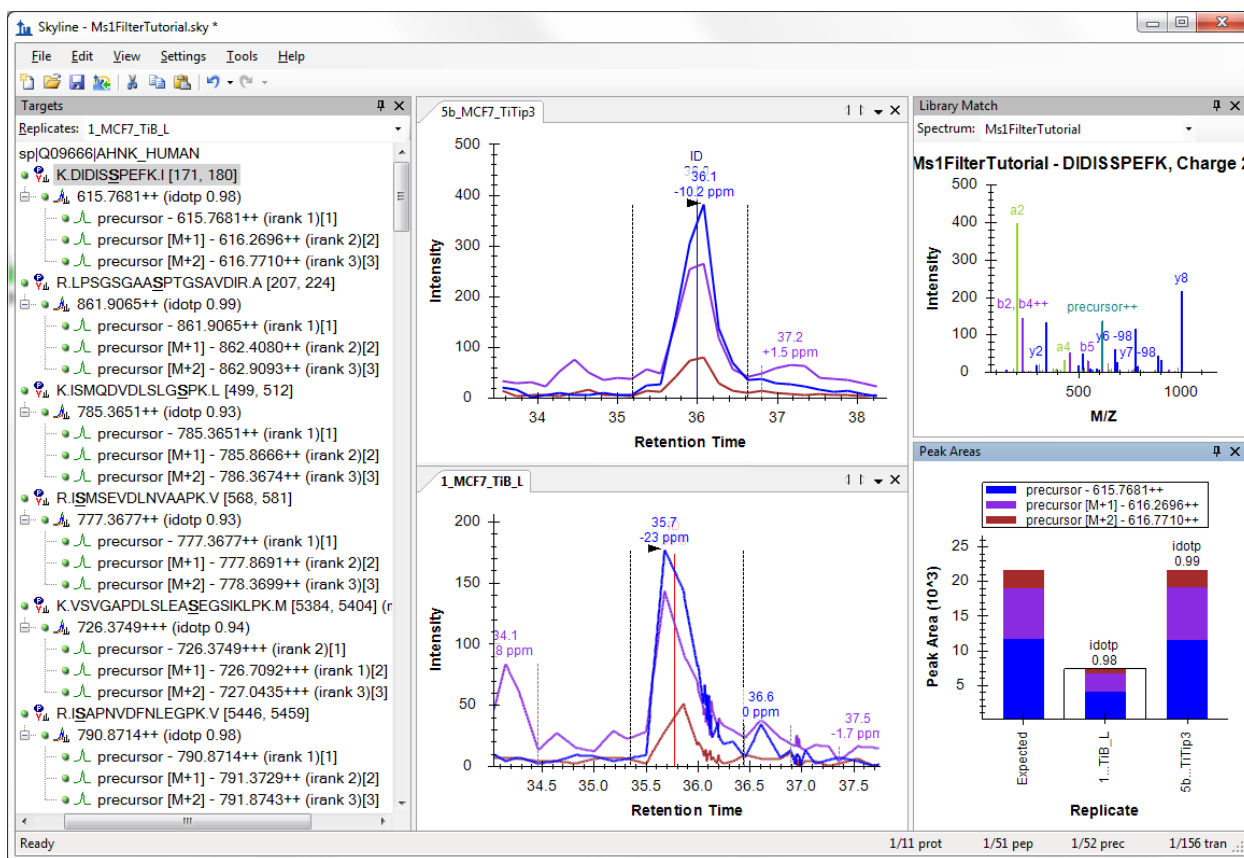 Skyline - Ms1FilterTutorial.sky *
File Edit View Settings Tools Help
Targets
Replicates: 1_MCF7_TiB_L
sp|Q09666|AHNK_HUMAN
K.DIDISSPEFK.I [171, 180]
615.7681++ (idotp 0.98)
precursor - 615.7681++ (irank 1)[1]
precursor [M+1] - 616.2696++ (irank 2)[2]
precursor [M+2] - 616.7710++ (irank 3)[3]
R.LPSGSGAASPTGSAVDIR.A [207, 224]
861.9065++ (idotp 0.99)
precursor - 861.9065++ (irank 1)[1]
precursor [M+1] - 862.4080++ (irank 2)[2]
precursor [M+2] - 862.9093++ (irank 3)[3]
K.ISMQDVDLSLGSPK.L [499, 512]
785.3651++ (idotp 0.93)
precursor - 785.3651++ (irank 1)[1]
precursor [M+1] - 785.8666++ (irank 2)[2]
precursor [M+2] - 786.3674++ (irank 3)[3]
R.ISMSEVDLNVAAPK.V [568, 581]
777.3677++ (idotp 0.93)
precursor - 777.3677++ (irank 1)[1]
precursor [M+1] - 777.8691++ (irank 2)[2]
precursor [M+2] - 778.3699++ (irank 3)[3]
K.VSVGAPDLSLEASEGSIKLPK.M [5384, 5404] (r
726.3749+++ (idotp 0.94)
precursor - 726.3749+++ (irank 2)[1]
precursor [M+1] - 726.7092+++ (irank 1)[2]
precursor [M+2] - 727.0435+++ (irank 3)[3]
R.ISAPNVDFNLEGPK.V [5446, 5459]
790.8714++ (idotp 0.98)
precursor - 790.8714++ (irank 1)[1]
precursor [M+1] - 791.3729++ (irank 2)[2]
precursor [M+2] - 791.8743++ (irank 3)[3]
5b_MCF7_TiTip3
500
400
300
200
100
0
Intensity
ID
36.1
-10.2 ppm
37.2
+1.5 ppm
34 35 36 37 38
Retention Time
1_MCF7_TiB_L
200
150
100
50
0
Intensity
35.7
-23 ppm
34.1
8 ppm
36.6
0 ppm
37.5
-1.7 ppm
34.5 35.0 35.5 36.0 36.5 37.0 37.5
Retention Time
Library Match
Spectrum: Ms1FilterTutorial
Ms1FilterTutorial - DIDISSPEFK, Charge 2
500
400
300
200
100
0
Intensity
a2
y8
b2, b4++
precursor++
y6 -98
y2
a4
b5
y7 -98
500 1000
M/Z
Peak Areas
precursor - 615.7681++
precursor [M+1] - 616.2696++
precursor [M+2] - 616.7710++
25
20
15
10
5
Peak Area (10^3)
idotp
0.98
idotp
0.99
Expected
1...TiB_L
5b...TiTip3
Replicate
Ready 1/11 prot 1/51 pep 1/52 prec 1/156 tran